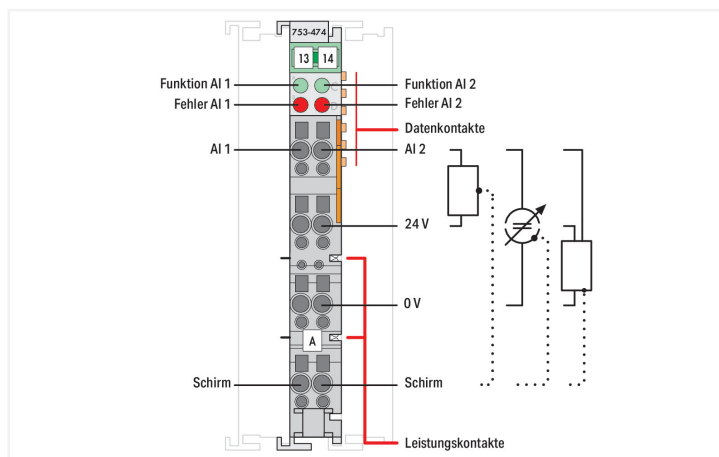 753-474
13 14
Funktion AI 1
Funktion AI 2
Fehler AI 1
Fehler AI 2
Datenkontakte
AI 1
AI 2
24 V
0 V
A
Schirm
Schirm
Leistungskontakte